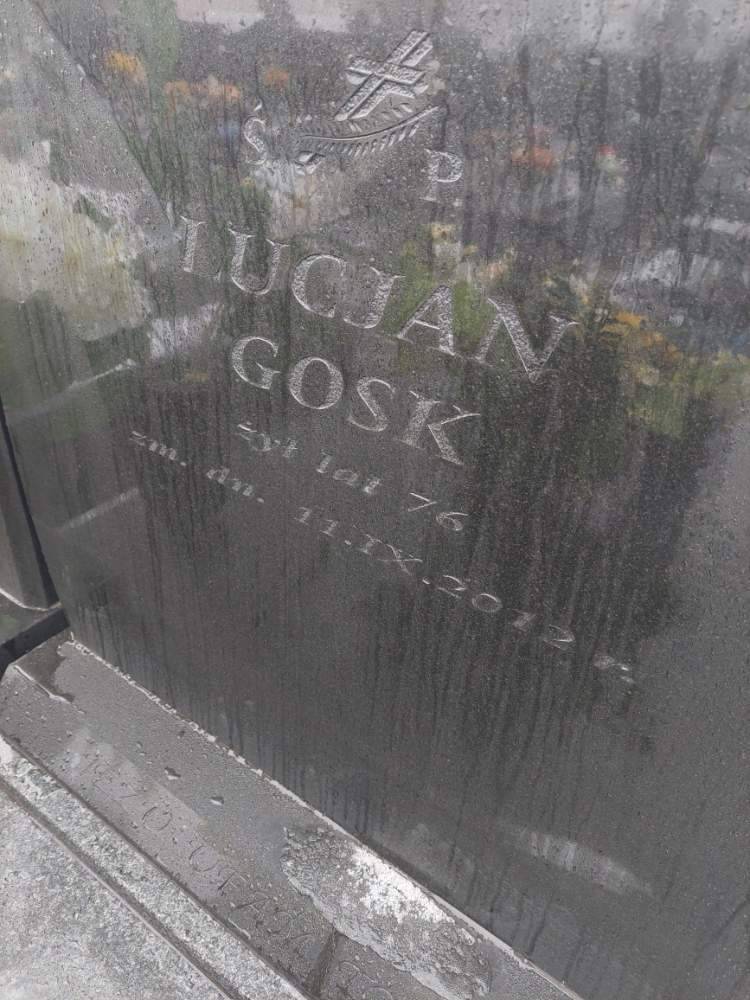 Ś P
LUCJAN
GOSK
żył lat 76
zm. dn. 11.IX.2012 r.